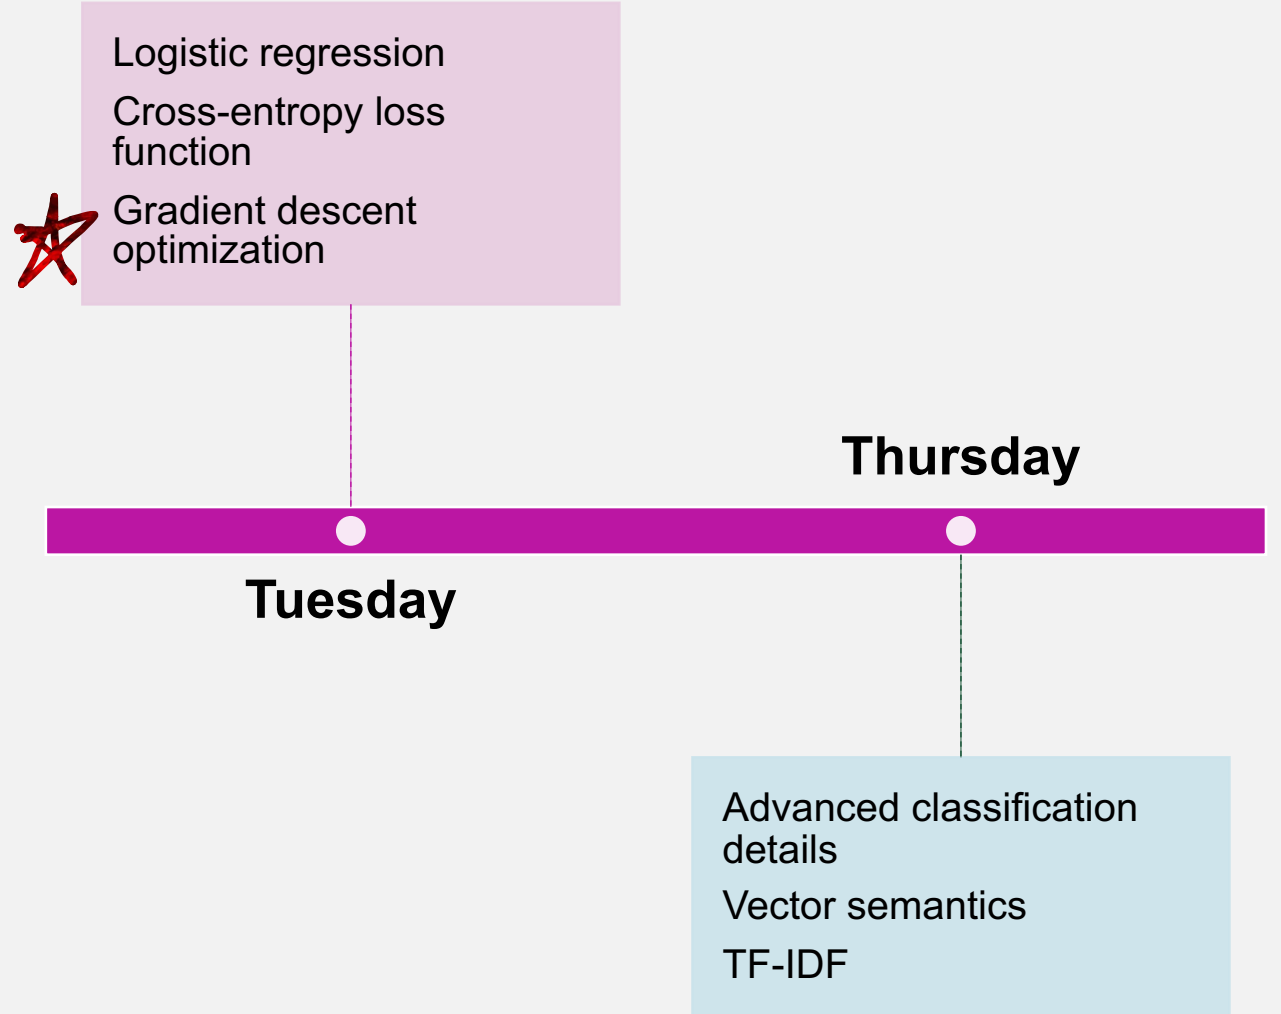 Logistic regression
Cross-entropy loss
function
Gradient descent
optimization
Thursday
Tuesday
Advanced classification
details
Vector semantics
TF-IDF